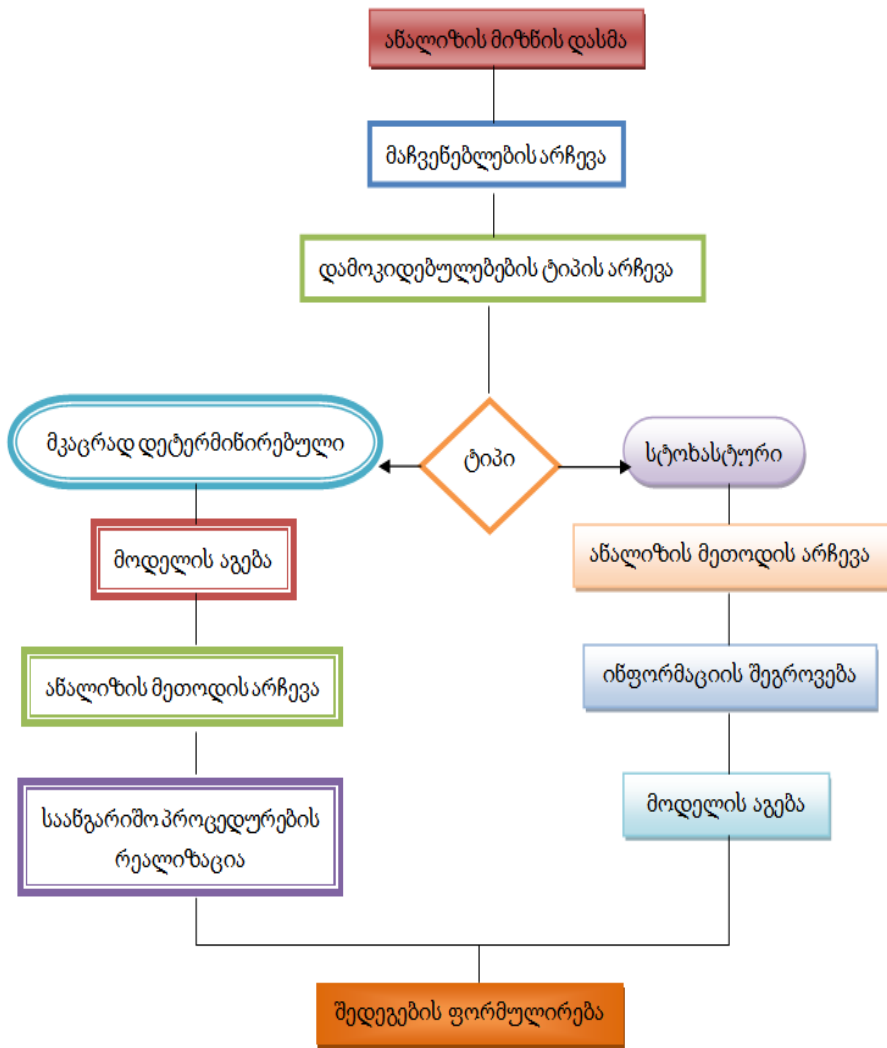 ანალიზის მიზნის დასმა
მაჩვენებლების არჩევა
დამოკიდებულებების ტიპის არჩევა
ტიპი
მკაცრად დეტერმინირებული
მოდელის აგება
ანალიზის მეთოდის არჩევა
საანგარიშო პროცედურების
რეალიზაცია
სტოხასტური
ანალიზის მეთოდის არჩევა
ინფორმაციის შეგროვება
მოდელის აგება
შედეგების ფორმულირება